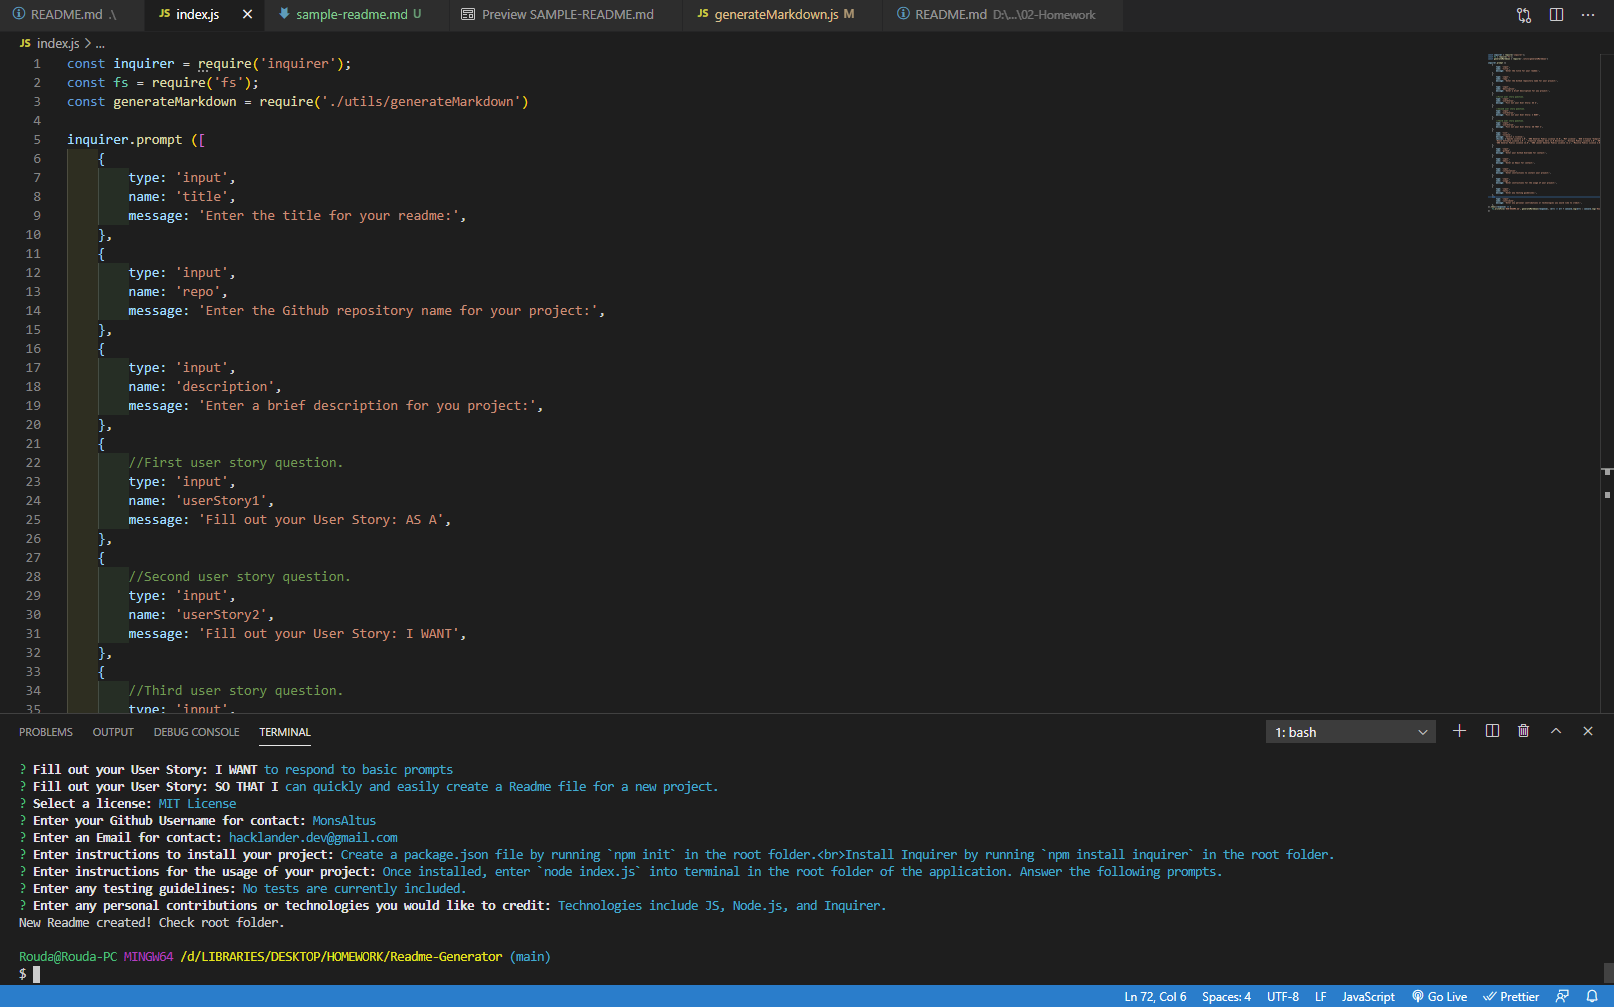 README.md .\ JS index.js × sample-readme.md U Preview SAMPLE-README.md JS generateMarkdown.js M README.md D:\...\02-Homework ...
JS index.js > ...
1 const inquirer = require('inquirer');
2 const fs = require('fs');
3 const generateMarkdown = require('./utils/generateMarkdown')
4
5 inquirer.prompt ([
6 {
7 type: 'input',
8 name: 'title',
9 message: 'Enter the title for your readme:',
10 },
11 {
12 type: 'input',
13 name: 'repo',
14 message: 'Enter the Github repository name for your project:',
15 },
16 {
17 type: 'input',
18 name: 'description',
19 message: 'Enter a brief description for you project:',
20 },
21 {
22 //First user story question.
23 type: 'input',
24 name: 'userStory1',
25 message: 'Fill out your User Story: AS A',
26 },
27 {
28 //Second user story question.
29 type: 'input',
30 name: 'userStory2',
31 message: 'Fill out your User Story: I WANT',
32 },
33 {
34 //Third user story question.
35 type: 'input',
PROBLEMS OUTPUT DEBUG CONSOLE TERMINAL 1: bash
? Fill out your User Story: I WANT to respond to basic prompts
? Fill out your User Story: SO THAT I can quickly and easily create a Readme file for a new project.
? Select a license: MIT License
? Enter your Github Username for contact: MonsAltus
? Enter an Email for contact: hacklander.dev@gmail.com
? Enter instructions to install your project: Create a package.json file by running `npm init` in the root folder.<br>Install Inquirer by running `npm install inquirer` in the root folder.
? Enter instructions for the usage of your project: Once installed, enter `node index.js` into terminal in the root folder of the application. Answer the following prompts.
? Enter any testing guidelines: No tests are currently included.
? Enter any personal contributions or technologies you would like to credit: Technologies include JS, Node.js, and Inquirer.
New Readme created! Check root folder.
Rouda@Rouda-PC MINGW64 /d/LIBRARIES/DESKTOP/HOMEWORK/Readme-Generator (main)
$
Ln 72, Col 6 Spaces: 4 UTF-8 LF JavaScript Go Live Prettier